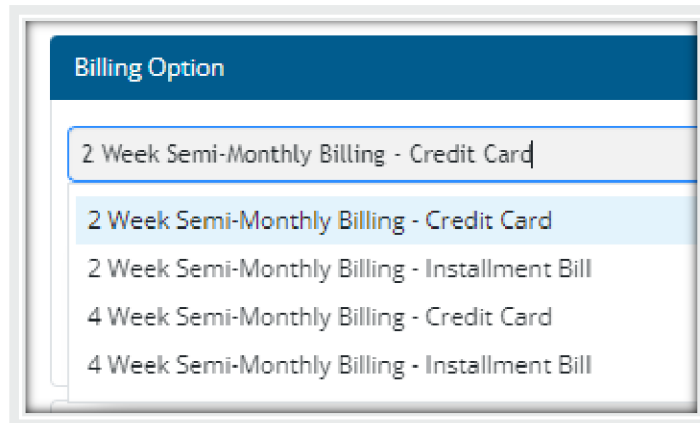 Billing Option
2 Week Semi-Monthly Billing - Credit Card
2 Week Semi-Monthly Billing - Credit Card
2 Week Semi-Monthly Billing - Installment Bill
4 Week Semi-Monthly Billing - Credit Card
4 Week Semi-Monthly Billing - Installment Bill